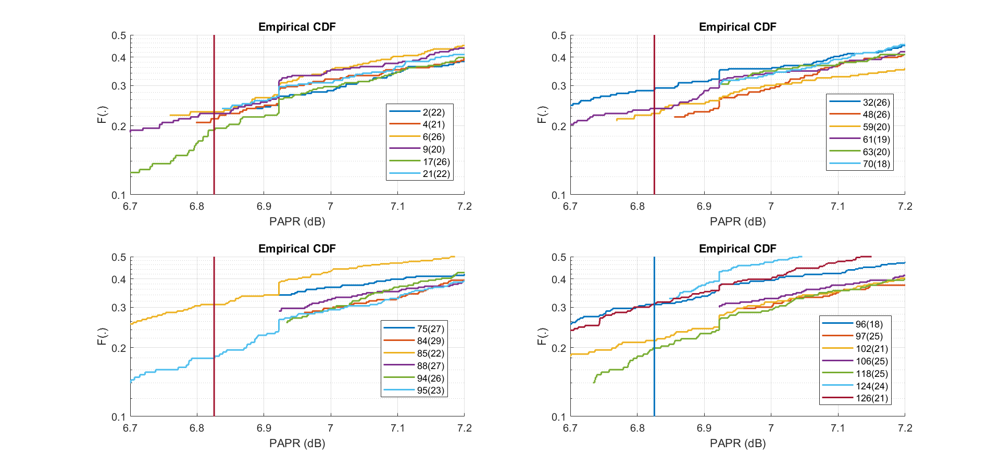 Empirical CDF
0.5
0.4
0.3
0.2
0.1
F(.)
6.7 6.8 6.9 7 7.1 7.2
PAPR (dB)
2(22)
4(21)
6(26)
9(20)
17(26)
21(22)
Empirical CDF
0.5
0.4
0.3
0.2
0.1
F(.)
6.7 6.8 6.9 7 7.1 7.2
PAPR (dB)
32(26)
48(26)
59(20)
61(19)
63(20)
70(18)
Empirical CDF
0.5
0.4
0.3
0.2
0.1
F(.)
6.7 6.8 6.9 7 7.1 7.2
PAPR (dB)
75(27)
84(29)
85(22)
88(27)
94(26)
95(23)
Empirical CDF
0.5
0.4
0.3
0.2
0.1
F(.)
6.7 6.8 6.9 7 7.1 7.2
PAPR (dB)
96(18)
97(25)
102(21)
106(25)
118(25)
124(24)
126(21)